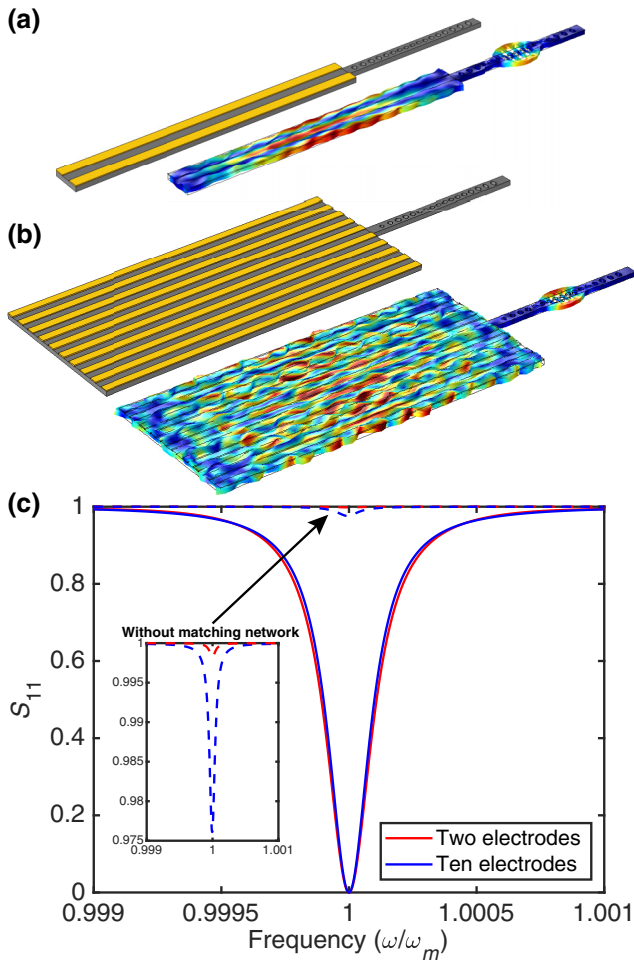 (a)
(b)
(c)
1
0.8
0.6
0.4
0.2
0
S11
Without matching network
1
0.995
0.99
0.985
0.98
0.975
0.999 1 1.001
Two electrodes
Ten electrodes
0.999 0.9995 1 1.0005 1.001
Frequency (ω/ωm)